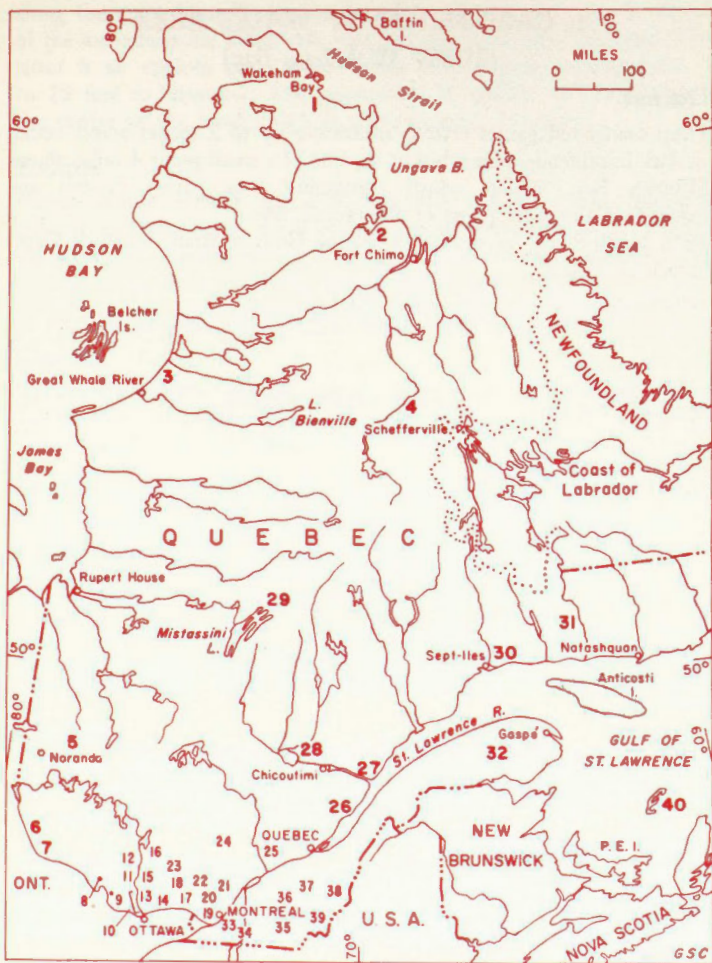 80°
Baffin
I.
60°
MILES
0 100
Wakeham
Bay
1
Hudson
Strait
60°
60°
Ungava B.
LABRADOR
SEA
2
Fort Chimo
HUDSON
BAY
Belcher
Is.
NEWFOUNDLAND
3
Great Whale River
L.
Bienville
4
Schefferville
James
Bay
Coast of
Labrador
QUEBEC
Rupert House
29
Mistassini
L.
31
30
Natashquan
Sept-Iles
50°
50°
Anticosti
I.
80°
5
Noranda
28
Chicoutimi
27
St. Lawrence R.
Gaspé
32
GULF OF
ST. LAWRENCE
60°
40
26
6
7
QUEBEC
25
24
NEW
BRUNSWICK
P.E.I.
12
16
11
15
23
18
22
21
ONT.
8
9
13
14
17
20
19
MONTREAL
36
37
38
10
OTTAWA
33
34
35
39
U.S.A.
70°
NOVA SCOTIA
GSC